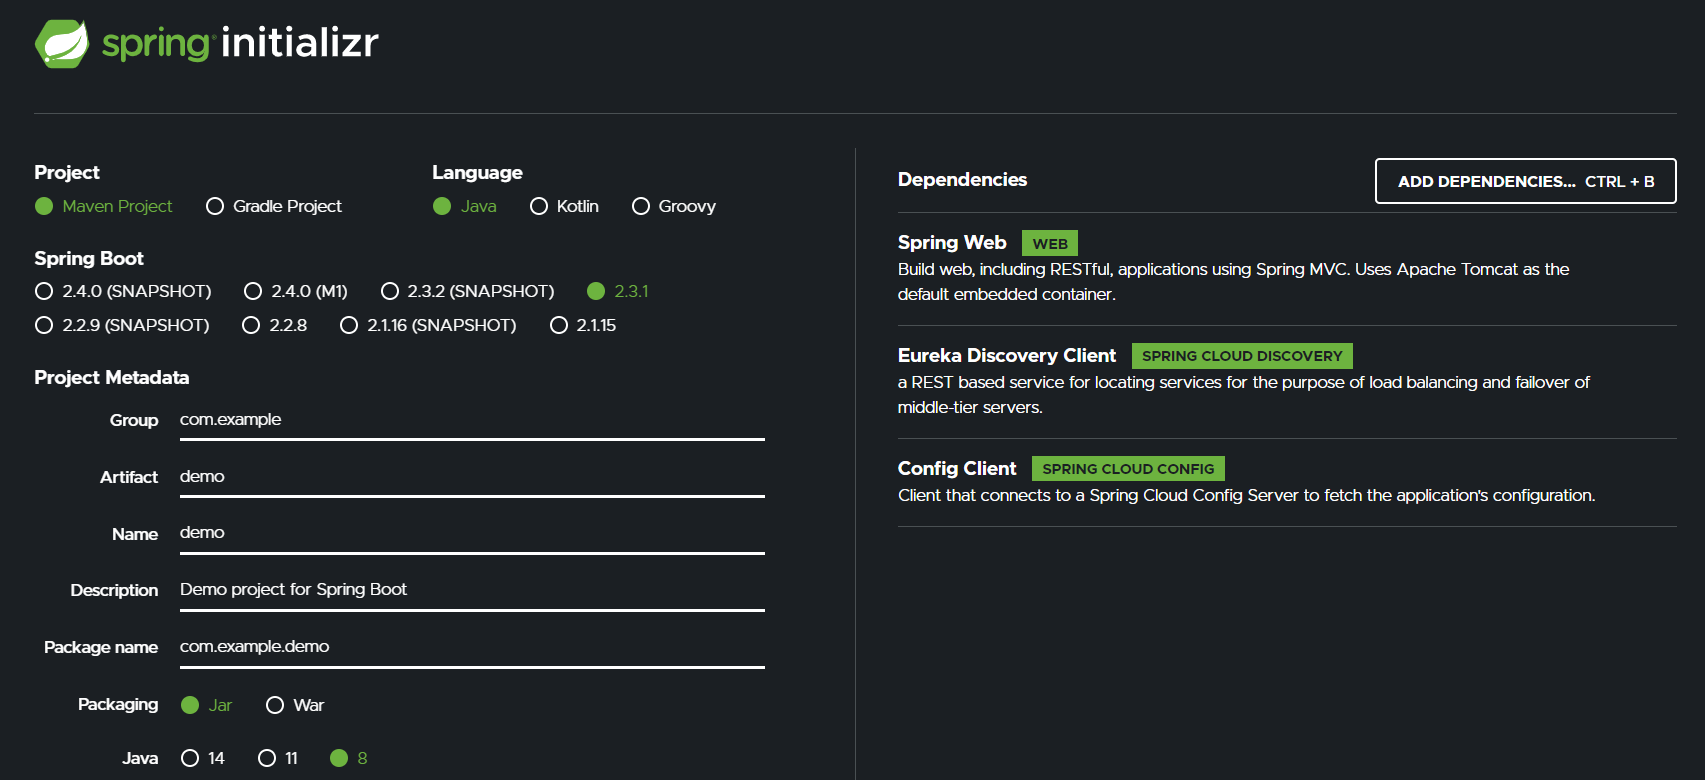 spring initializr
Project
Maven Project Gradle Project
Language
Java Kotlin Groovy
Spring Boot
2.4.0 (SNAPSHOT) 2.4.0 (M1) 2.3.2 (SNAPSHOT) 2.3.1
2.2.9 (SNAPSHOT) 2.2.8 2.1.16 (SNAPSHOT) 2.1.15
Project Metadata
Group com.example
Artifact demo
Name demo
Description Demo project for Spring Boot
Package name com.example.demo
Packaging Jar War
Java 14 11 8
Dependencies
ADD DEPENDENCIES... CTRL + B
Spring Web WEB
Build web, including RESTful, applications using Spring MVC. Uses Apache Tomcat as the
default embedded container.
Eureka Discovery Client SPRING CLOUD DISCOVERY
a REST based service for locating services for the purpose of load balancing and failover of
middle-tier servers.
Config Client SPRING CLOUD CONFIG
Client that connects to a Spring Cloud Config Server to fetch the application's configuration.